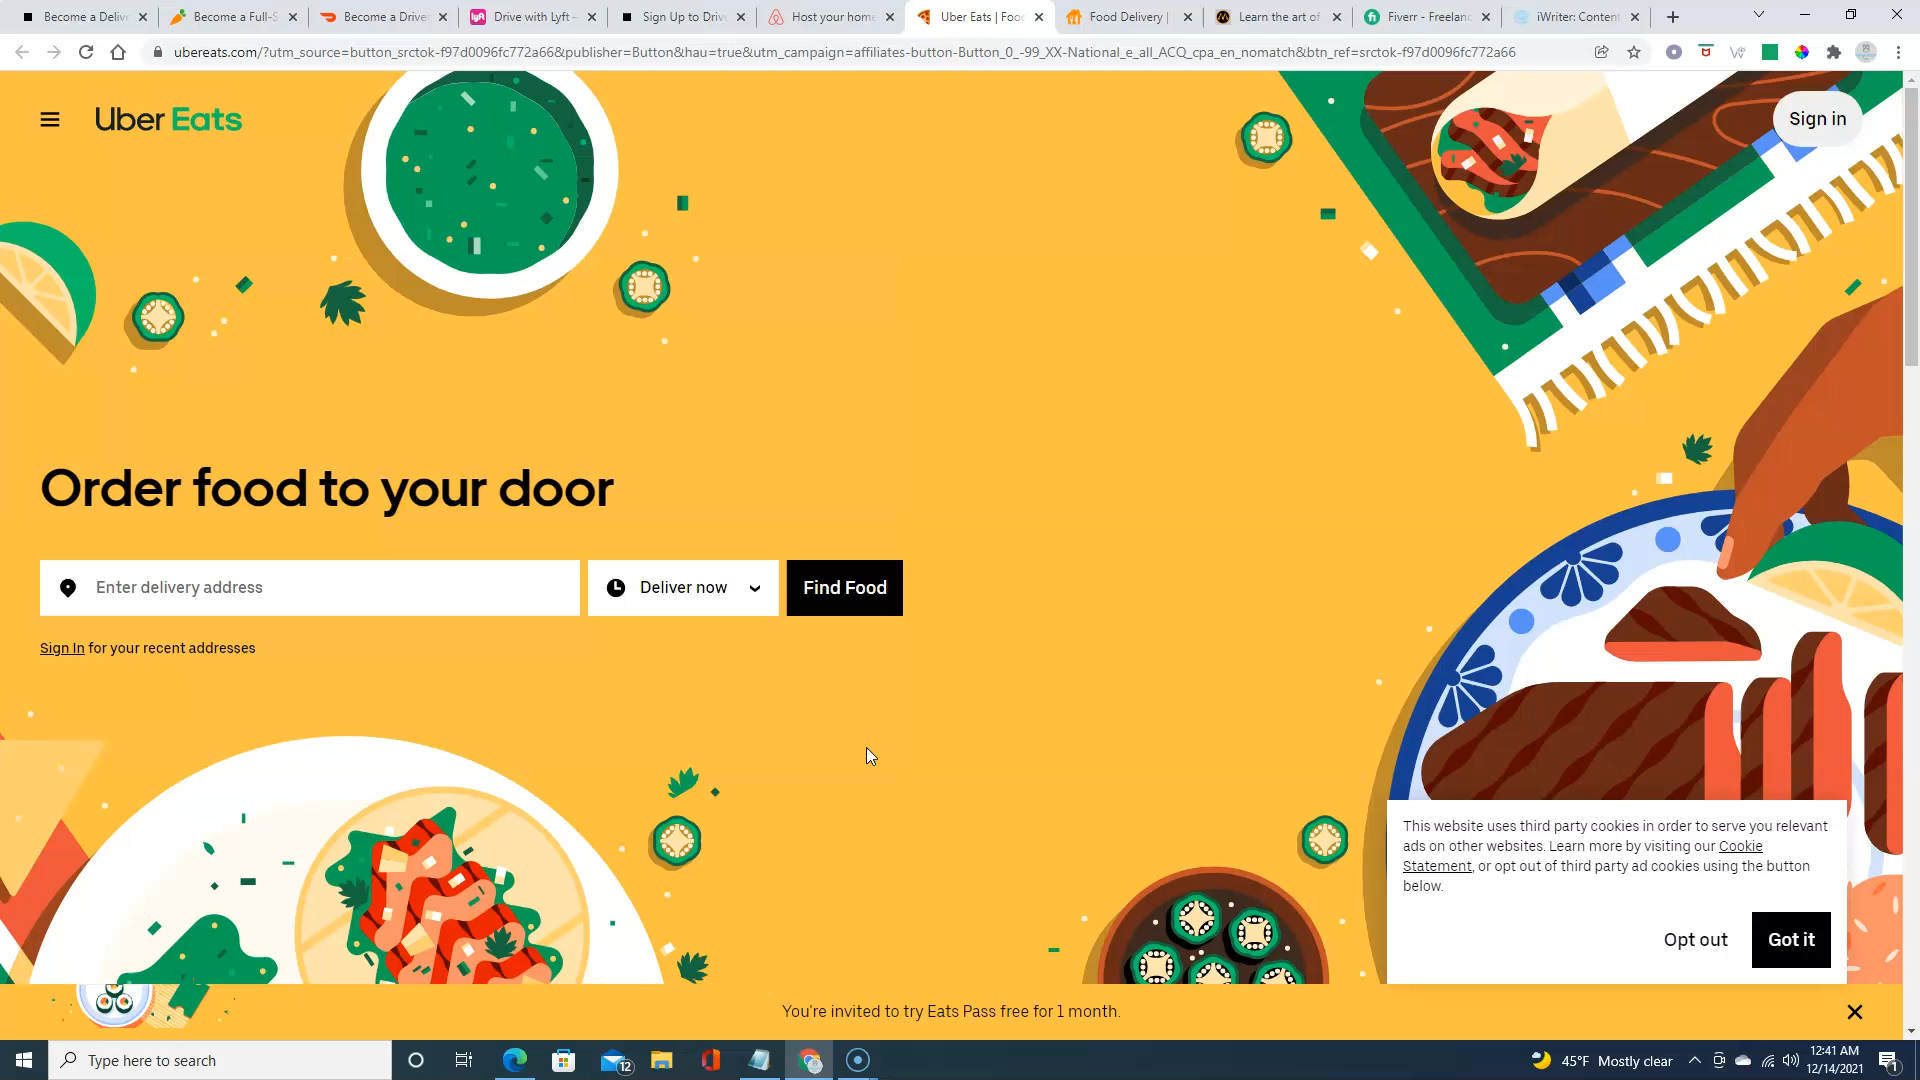 Become a Delive
Become a Full-S
Become a Drive
Drive with Lyft -
Sign Up to Driv
Host your home
Uber Eats | Foo
Food Delivery |
Learn the art of
Fiverr - Freelanc
iWriter: Content
ubereats.com/?utm_source=button_srctok-f97d0096fc772a66&publisher=Button&hau=true&utm_campaign=affiliates-button-Button_0_-99_XX-National_e_all_ACQ_cpa_en_nomatch&btn_ref=srctok-f97d0096fc772a66
Uber Eats
Sign in
Order food to your door
Enter delivery address
Deliver now
Find Food
Sign In for your recent addresses
This website uses third party cookies in order to serve you relevant
ads on other websites. Learn more by visiting our Cookie
Statement, or opt out of third party ad cookies using the button
below.
Opt out
Got it
You're invited to try Eats Pass free for 1 month.
Type here to search
12
45°F Mostly clear
12:41 AM
12/14/2021
1